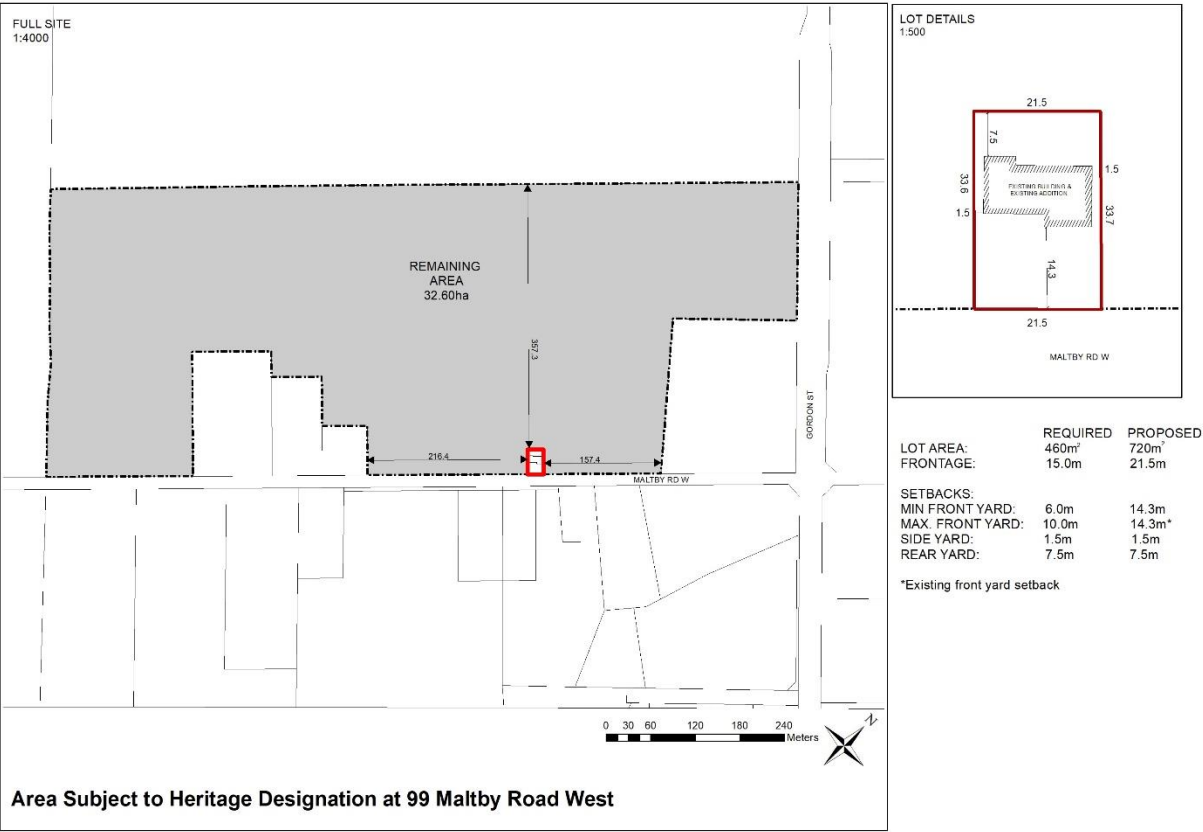 FULL SITE
1:4000
REMAINING
AREA
32.60ha
357.3
216.4
157.4
MALTBY RD W
GORDON ST
0 30 60 120 180 240
Meters
N
Area Subject to Heritage Designation at 99 Maltby Road West
LOT DETAILS
1:500
21.5
7.5
1.5
33.6
EXISTING BUILDING &
EXISTING ADDITION
33.7
1.5
14.3
21.5
MALTBY RD W
REQUIRED PROPOSED
LOT AREA: 460m² 720m²
FRONTAGE: 15.0m 21.5m
SETBACKS:
MIN FRONT YARD: 6.0m 14.3m
MAX. FRONT YARD: 10.0m 14.3m*
SIDE YARD: 1.5m 1.5m
REAR YARD: 7.5m 7.5m
*Existing front yard setback